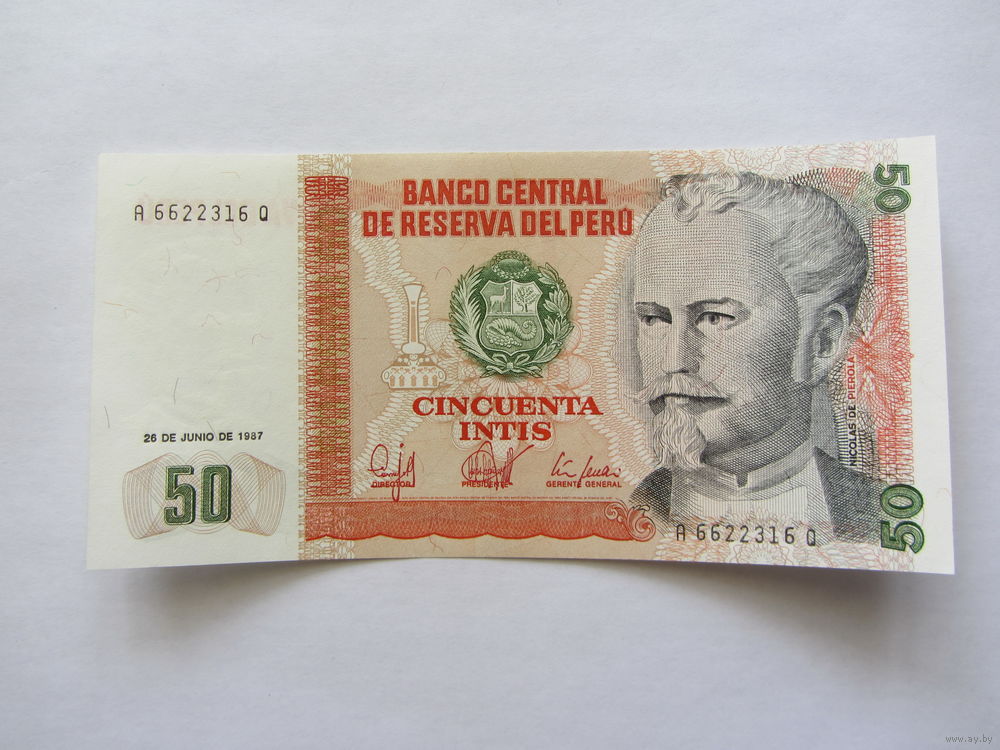 A 6622316 Q
BANCO CENTRAL
DE RESERVA DEL PERÚ
50
CINCUENTA
INTIS
NICOLAS DE PIEROLA
26 DE JUNIO DE 1987
50
DIRECTOR
PRESIDENTE
GERENTE GENERAL
A 6622316 Q
50
www.ay.by